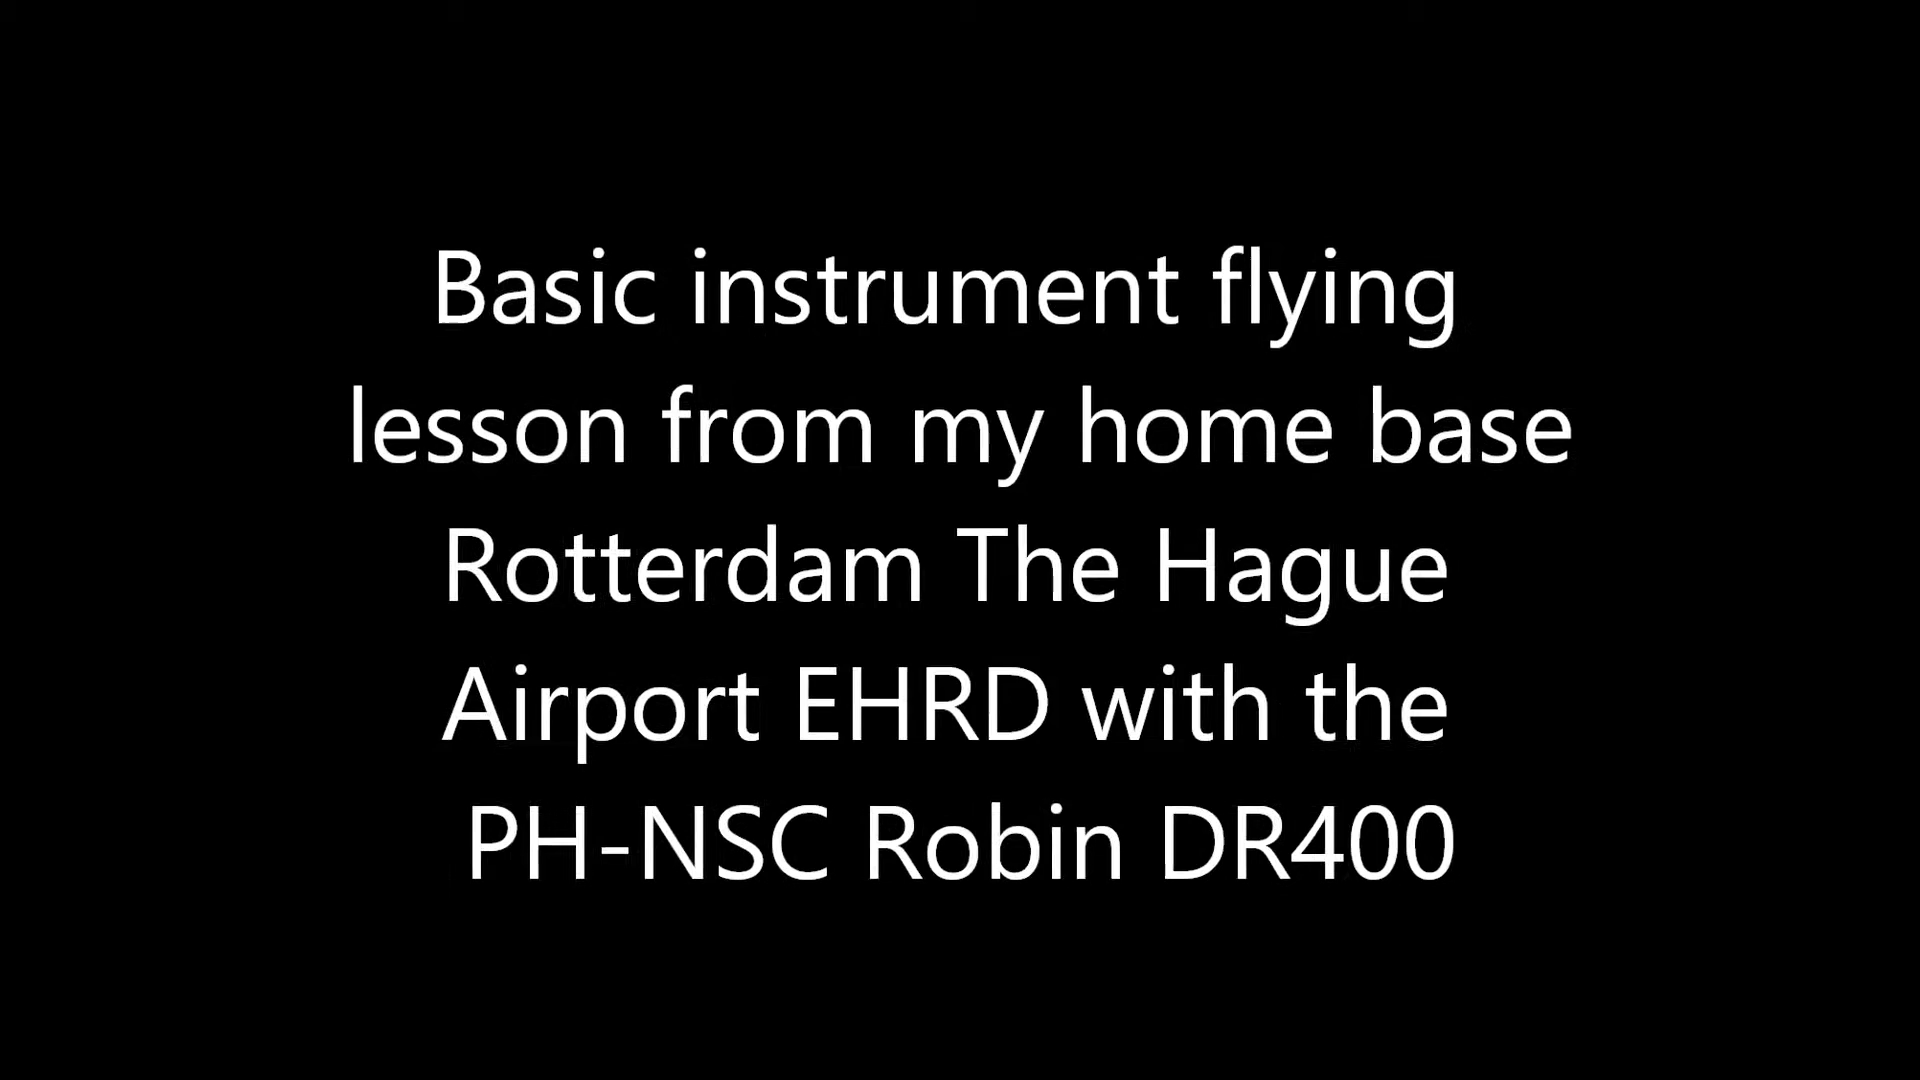 Basic instrument flying
lesson from my home base
Rotterdam The Hague
Airport EHRD with the
PH-NSC Robin DR400